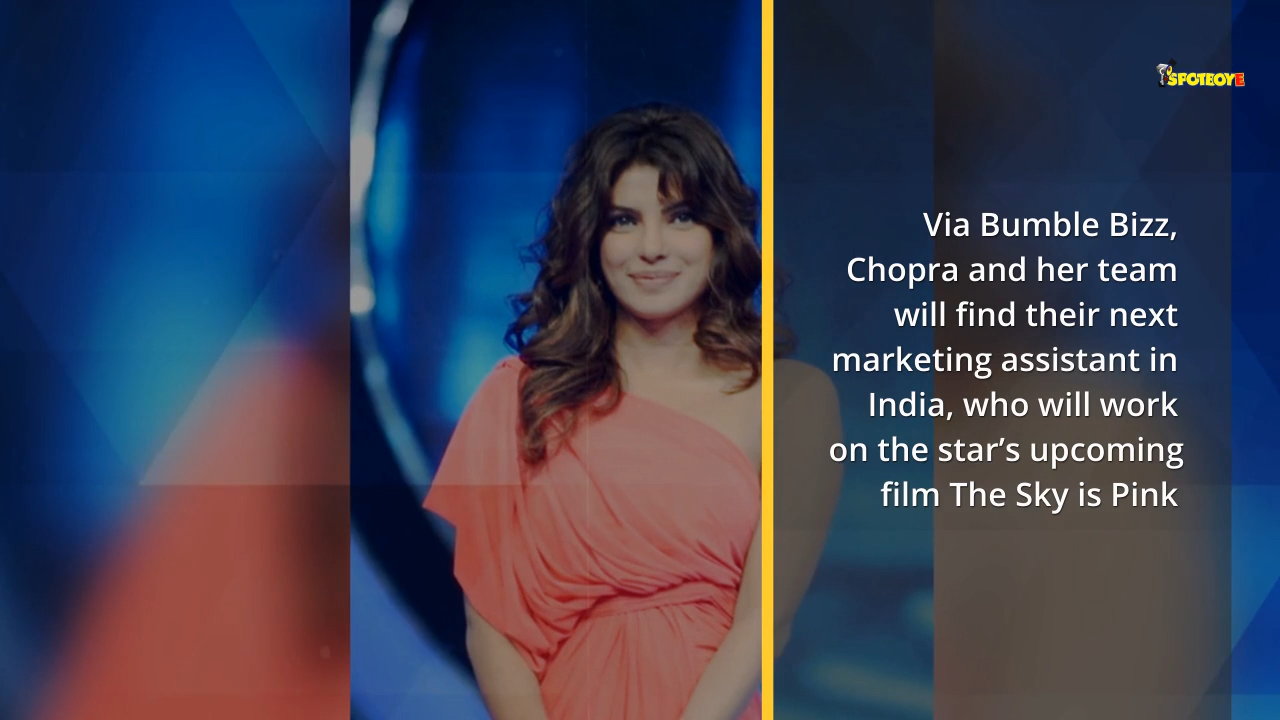 SPOTBOYE
Via Bumble Bizz,
Chopra and her team
will find their next
marketing assistant in
India, who will work
on the star’s upcoming
film The Sky is Pink